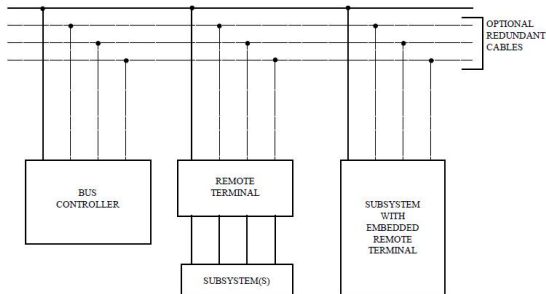 OPTIONAL
REDUNDANT
CABLES
BUS
CONTROLLER
REMOTE
TERMINAL
SUBSYSTEM(S)
SUBSYSTEM
WITH
EMBEDDED
REMOTE
TERMINAL